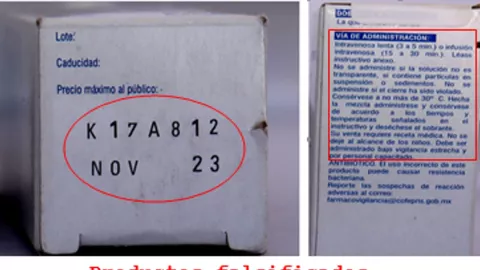 Lote:
Caducidad:
Precio máximo al público:
K 17A812
NOV 23
DOS
La que
VÍA DE ADMINISTRACIÓN:
Intravenosa lenta (3 a 5 min.) o infusión
intravenosa (15 a 30 min.): Léase
instructivo anexo.
No se administre si la solución no es
transparente, si contiene partículas en
suspensión o sedimentos. No se
administre si el cierre ha sido violado.
Consérvese a no más de 30° C. Hecha
la mezcla adminístrese y consérvese
de acuerdo a los tiempos y
temperaturas señalados en el
instructivo y deséchese el sobrante.
Su venta requiere receta médica. No se
deje al alcance de los niños. Debe ser
administrado bajo vigilancia estrecha y
por personal capacitado.
ANTIBIÓTICO. El uso incorrecto de este
producto puede causar resistencia
bacteriana.
Reporte las sospechas de reacción
adversas al correo:
farmacovigilancia@cofepris.gob.mx
Productos falsificados